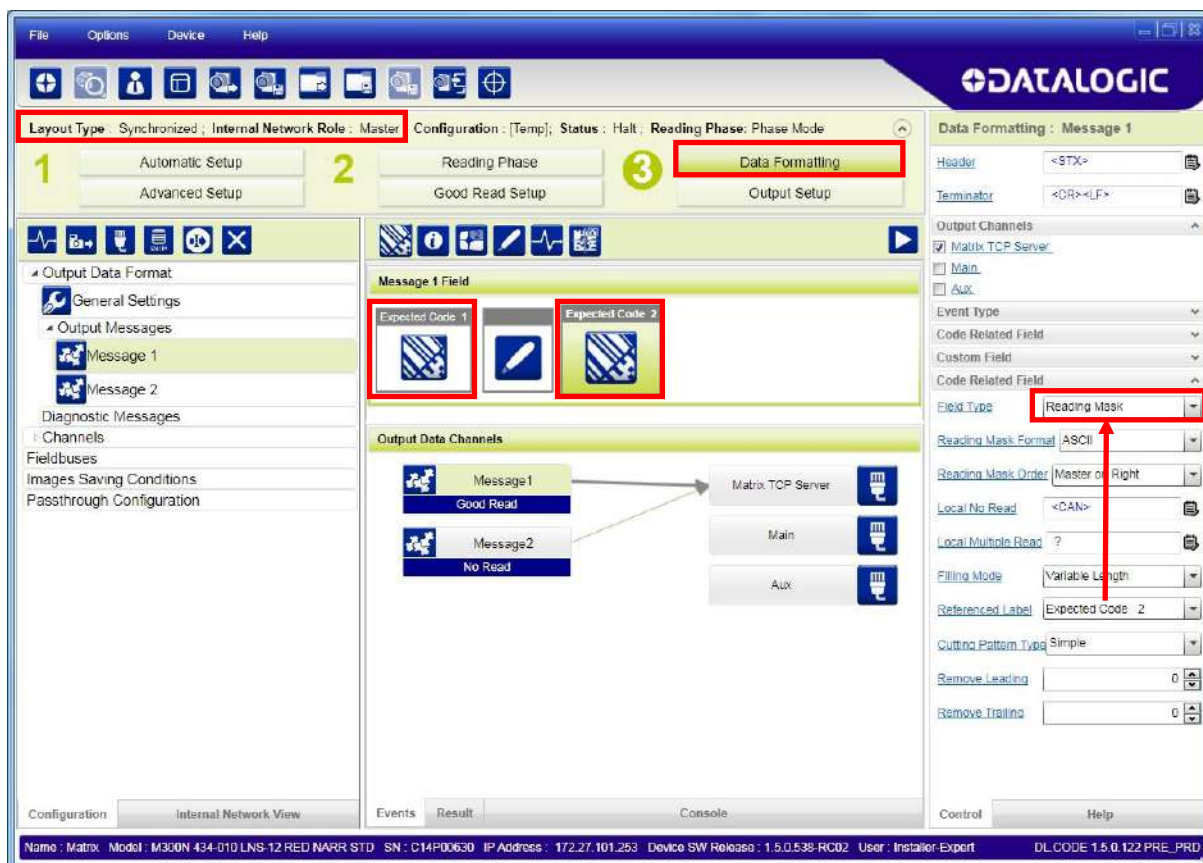 File Options Device Help
DATALOGIC
Layout Type : Synchronized ; Internal Network Role : Master Configuration : [Temp]; Status : Halt ; Reading Phase: Phase Mode
1 Automatic Setup 2 Reading Phase 3 Data Formatting
Advanced Setup Good Read Setup Output Setup
Output Data Format
General Settings
Output Messages
Message 1
Message 2
Diagnostic Messages
Channels
Fieldbuses
Images Saving Conditions
Passthrough Configuration
Configuration Internal Network View
Message 1 Field
Expected Code 1 Expected Code 2
Output Data Channels
Message1
Good Read
Message2
No Read
Matrix TCP Server
Main
Aux
Events Result Console
Data Formatting : Message 1
Header <STX>
Terminator <CR><LF>
Output Channels
Matrix TCP Server
Main
Aux
Event Type
Code Related Field
Custom Field
Code Related Field
Field Type Reading Mask
Reading Mask Format ASCII
Reading Mask Order Master on Right
Local No Read <CAN>
Local Multiple Read ?
Filling Mode Variable Length
Referenced Label Expected Code 2
Cutting Pattern Type Simple
Remove Leading 0
Remove Trailing 0
Control Help
Name : Matrix Model : M300N 434-010 LNS-12 RED NARR STD SN : C14P00630 IP Address : 172.27.101.253 Device SW Release : 1.5.0.538-RC02 User : Installer-Expert DL.CODE 1.5.0.122 PRE_PRD